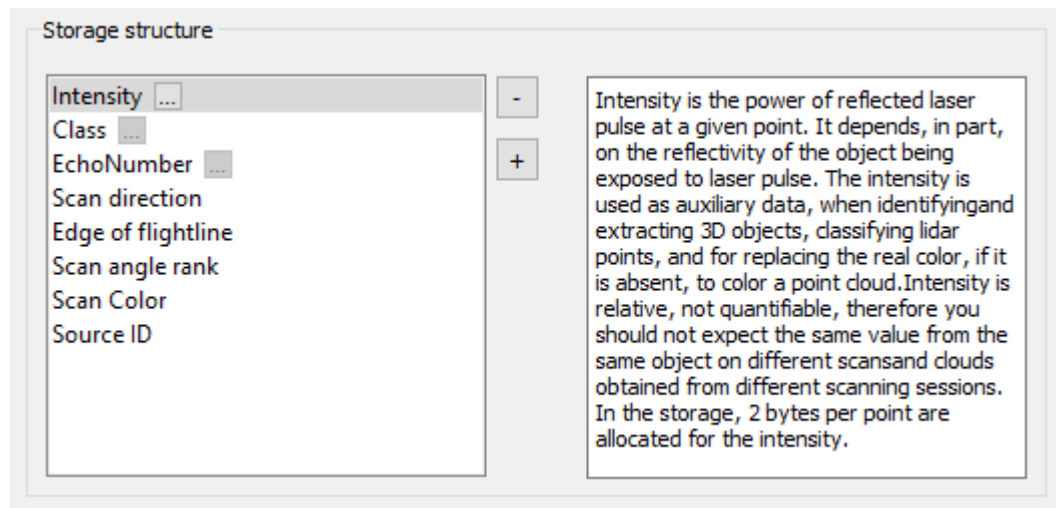 Storage structure
Intensity ...
Class ...
EchoNumber ...
Scan direction
Edge of flightline
Scan angle rank
Scan Color
Source ID
-
+
Intensity is the power of reflected laser
pulse at a given point. It depends, in part,
on the reflectivity of the object being
exposed to laser pulse. The intensity is
used as auxiliary data, when identifyingand
extracting 3D objects, classifying lidar
points, and for replacing the real color, if it
is absent, to color a point cloud.Intensity is
relative, not quantifiable, therefore you
should not expect the same value from the
same object on different scansand clouds
obtained from different scanning sessions.
In the storage, 2 bytes per point are
allocated for the intensity.